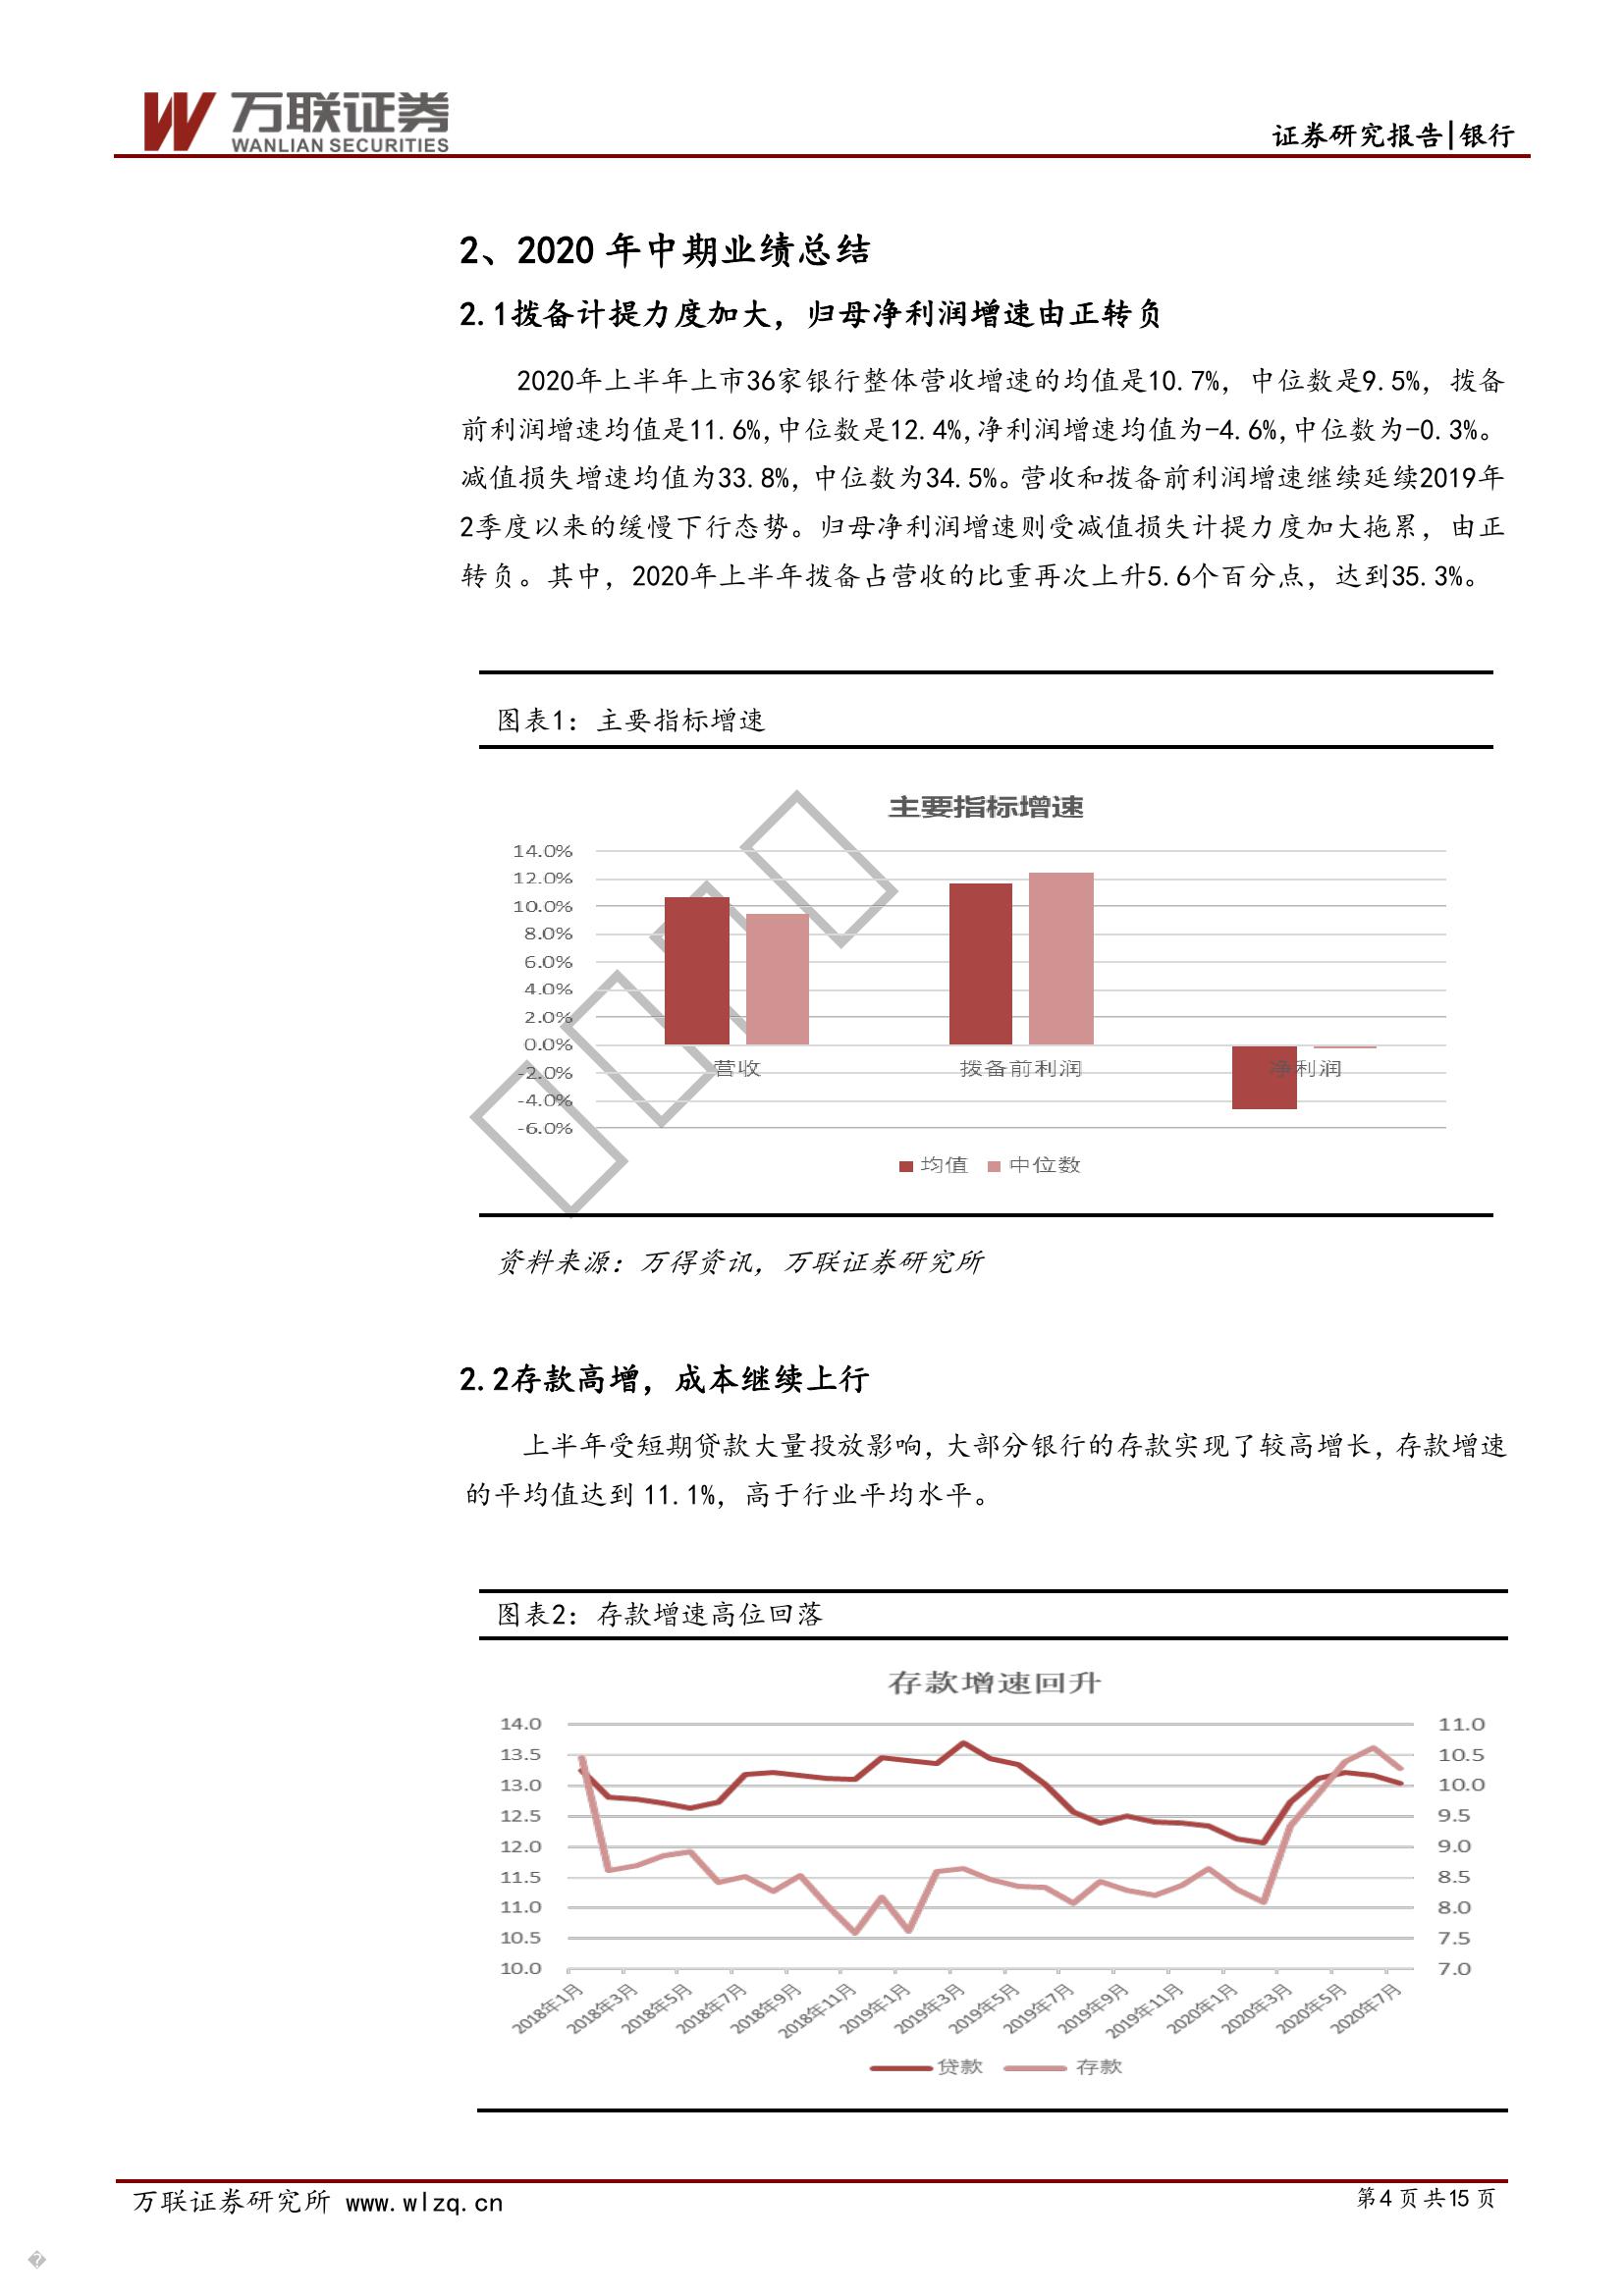 万联证券
WANLIAN SECURITIES
证券研究报告|银行
2、2020 年中期业绩总结
2.1拨备计提力度加大，归母净利润增速由正转负
2020年上半年上市36家银行整体营收增速的均值是10.7%，中位数是9.5%，拨备
前利润增速均值是11.6%,中位数是12.4%,净利润增速均值为-4.6%,中位数为-0.3%。
减值损失增速均值为33.8%，中位数为34.5%。营收和拨备前利润增速继续延续2019年
2季度以来的缓慢下行态势。归母净利润增速则受减值损失计提力度加大拖累，由正
转负。其中，2020年上半年拨备占营收的比重再次上升5.6个百分点，达到35.3%。
图表1：主要指标增速
主要指标增速
14.0%
12.0%
10.0%
8.0%
6.0%
4.0%
2.0%
0.0%
-2.0%
-4.0%
-6.0%
营收 拨备前利润 净利润
均值 中位数
资料来源：万得资讯，万联证券研究所
2.2存款高增，成本继续上行
上半年受短期贷款大量投放影响，大部分银行的存款实现了较高增长，存款增速
的平均值达到 11.1%，高于行业平均水平。
图表2：存款增速高位回落
存款增速回升
14.0 11.0
13.5 10.5
13.0 10.0
12.5 9.5
12.0 9.0
11.5 8.5
11.0 8.0
10.5 7.5
10.0 7.0
2018年1月 2018年3月 2018年5月 2018年7月 2018年9月 2018年11月 2019年1月 2019年3月 2019年5月 2019年7月 2019年9月 2019年11月 2020年1月 2020年3月 2020年5月 2020年7月
贷款 存款
万联证券研究所 www.wlzq.cn
第4 页 共15 页